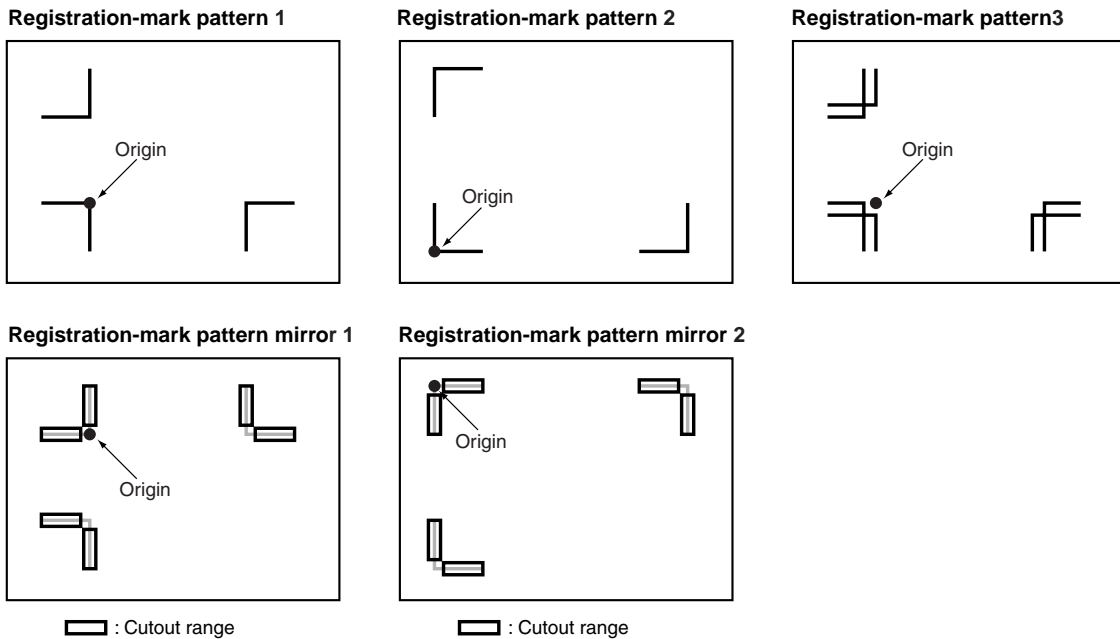 Registration-mark pattern 1
Registration-mark pattern 2
Registration-mark pattern3
Origin
Origin
Origin
Registration-mark pattern mirror 1
Registration-mark pattern mirror 2
Origin
Origin
: Cutout range
: Cutout range